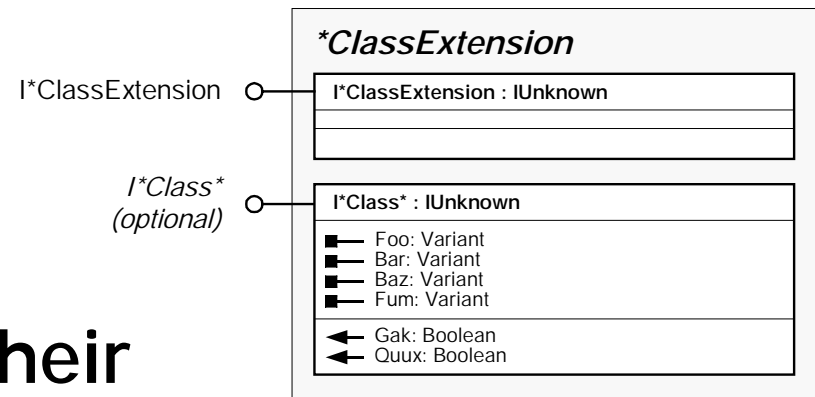 *ClassExtension
I*ClassExtension
I*ClassExtension : IUnknown
I*Class*
(optional)
I*Class* : IUnknown
Foo: Variant
Bar: Variant
Baz: Variant
Fum: Variant
Gak: Boolean
Quux: Boolean
heir